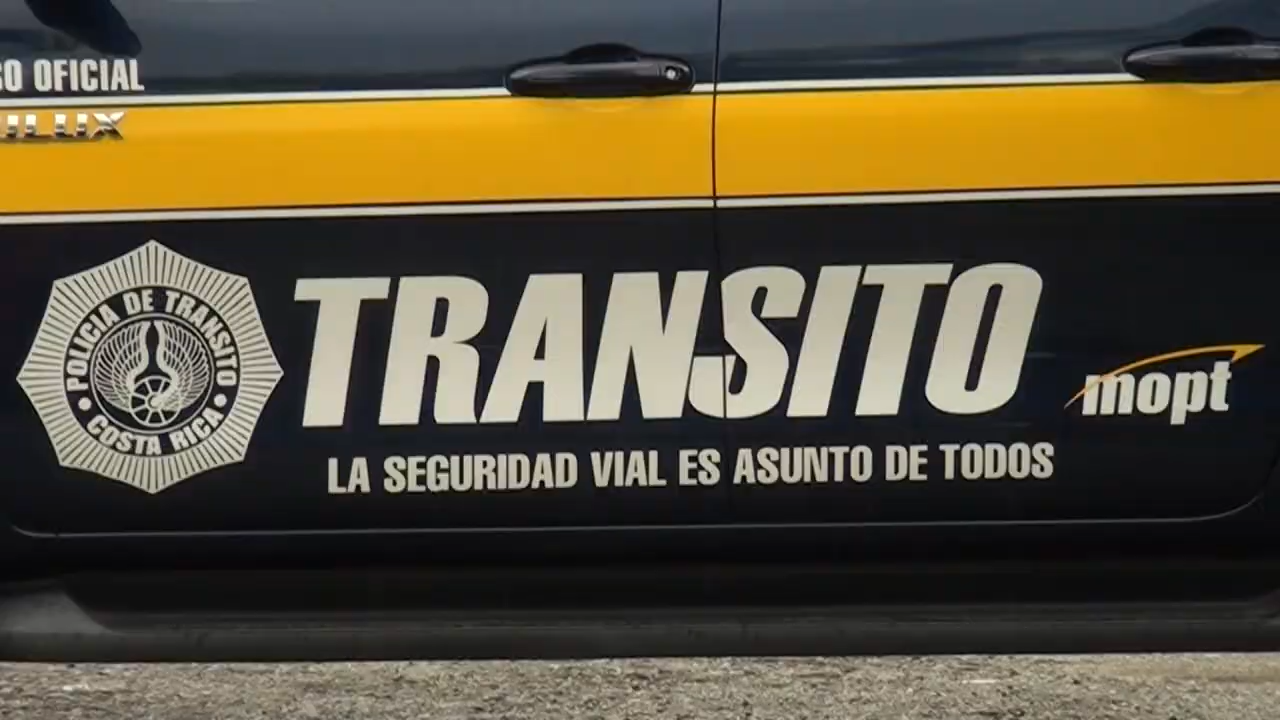 OFICIAL
TRANSITO
LA SEGURIDAD VIAL ES ASUNTO DE TODOS
mopt
POLICIA DE TRANSITO
COSTA RICA